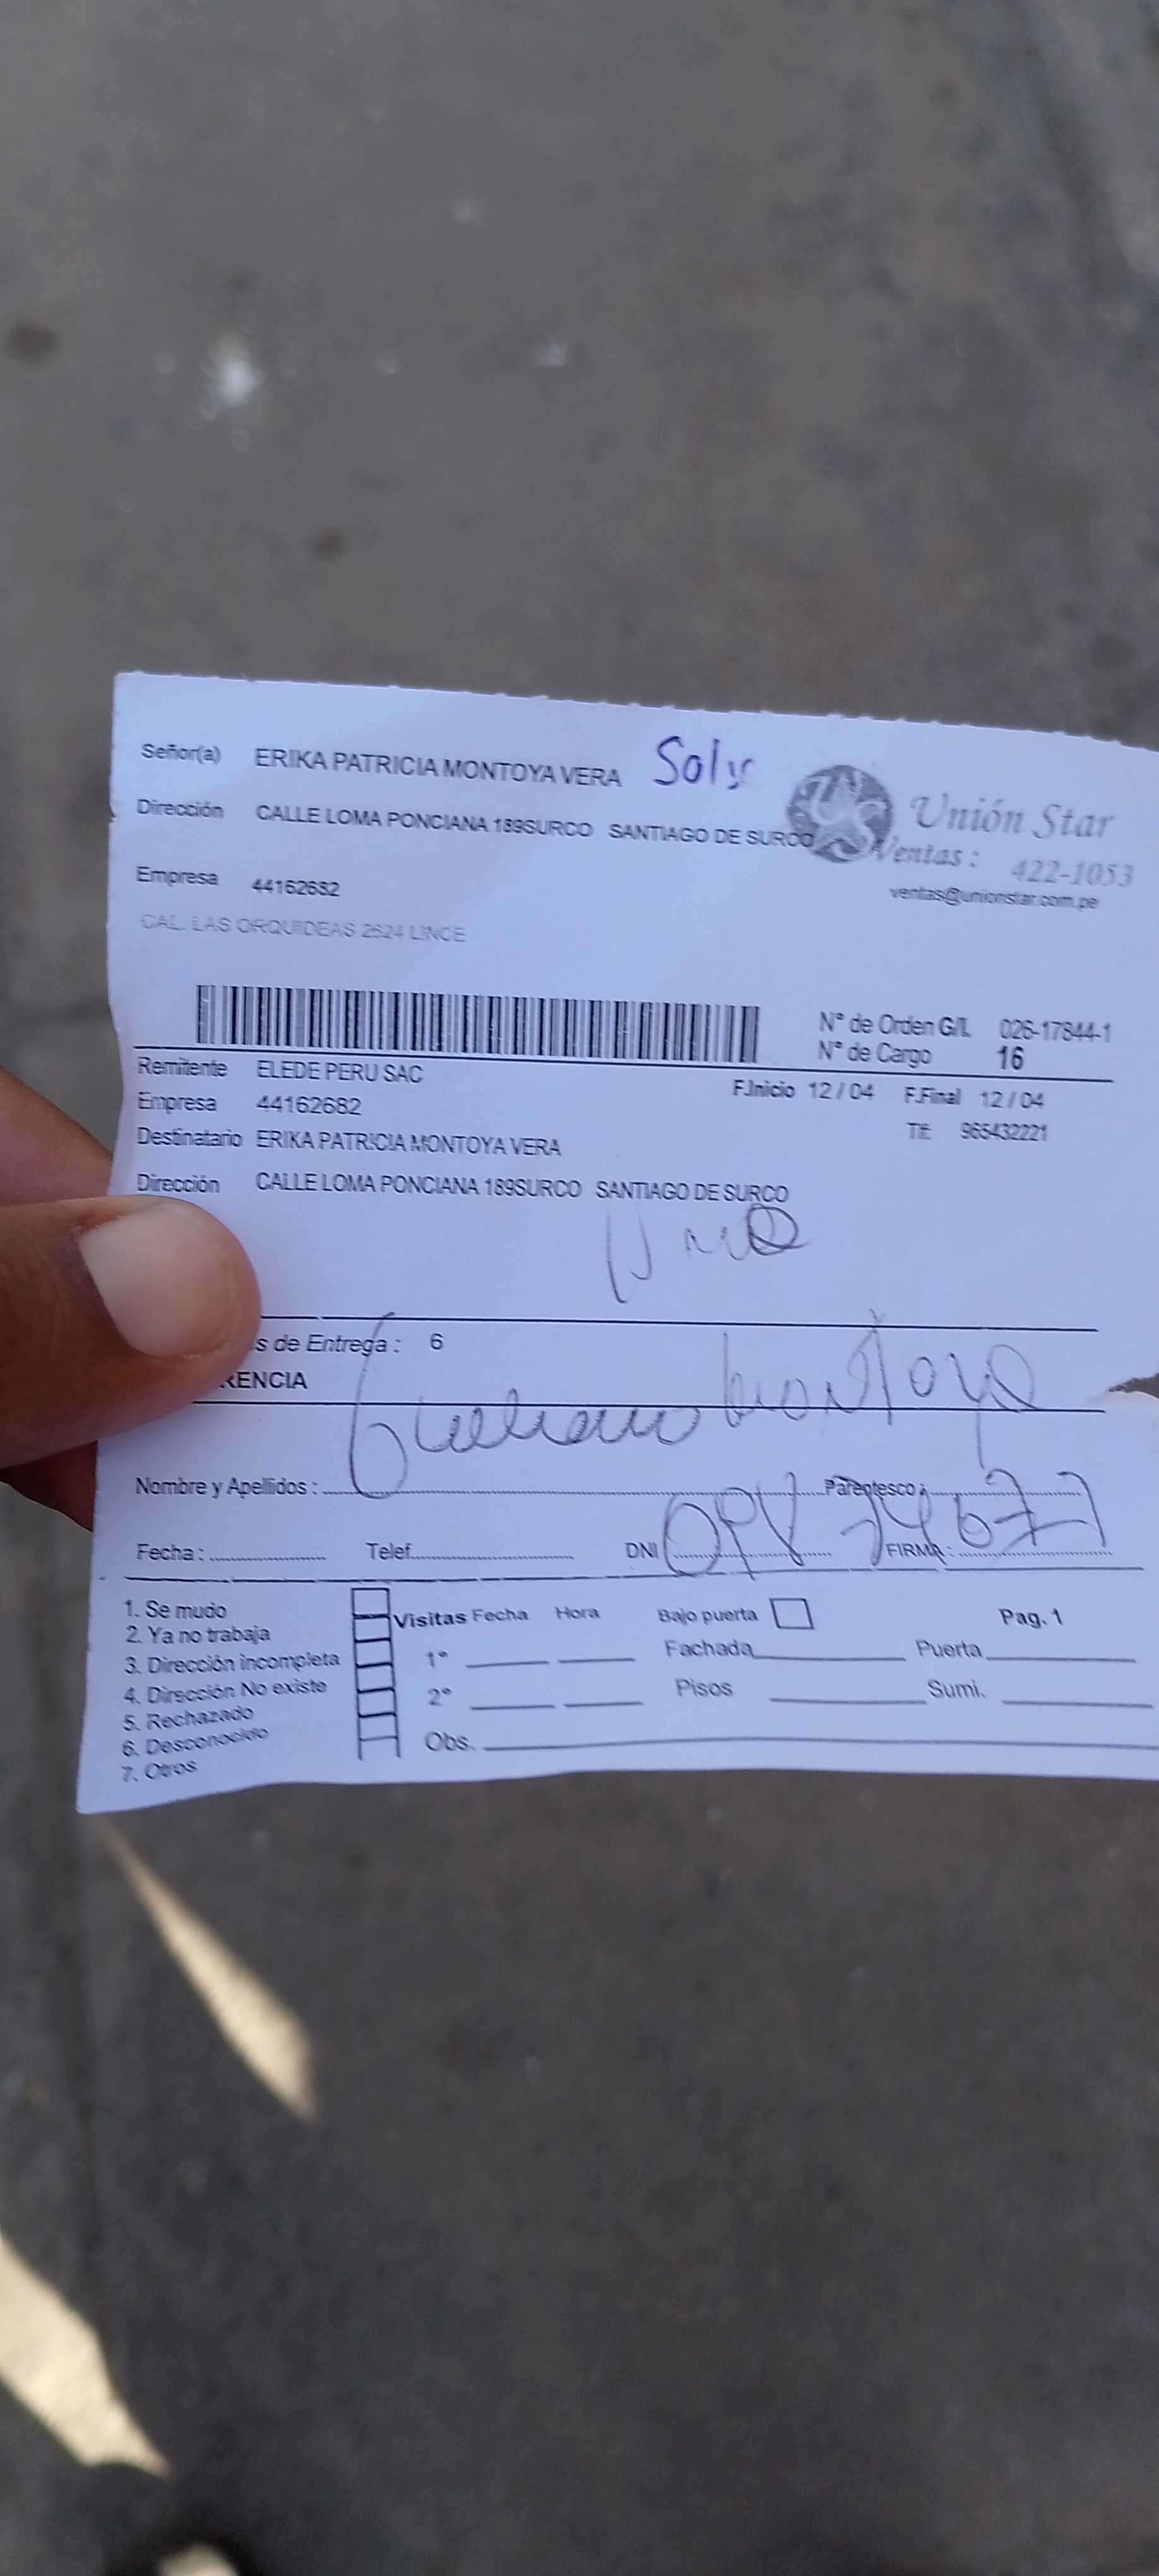 Señor(a) ERIKA PATRICIA MONTOYA VERA
Dirección CALLE LOMA PONCIANA 189SURCO SANTIAGO DE SURCO
Unión Star
Ventas : 422-1053
ventas@unionstar.com.pe
Empresa 44162682
CAL. LAS ORQUIDEAS 2624 LINCE
N° de Orden G/L 026-17844-1
N° de Cargo 16
Remitente ELEDE PERU SAC
F.Inicio 12 / 04 F.Final 12 / 04
Empresa 44162682
Tlf. 965432221
Destinatario ERIKA PATRICIA MONTOYA VERA
Dirección CALLE LOMA PONCIANA 189SURCO SANTIAGO DE SURCO
s de Entrega : 6
RENCIA
Montoya
Nombre y Apellidos : Parentesco :
Fecha : Telef. DNI FIRMA :
1. Se mudo
2. Ya no trabaja
3. Dirección incompleta
4. Dirección No existe
5. Rechazado
6. Desconocido
7. Otros
Visitas Fecha Hora
1°
2°
Obs.
Bajo puerta
Pag. 1
Fachada Puerta
Pisos Sumi.